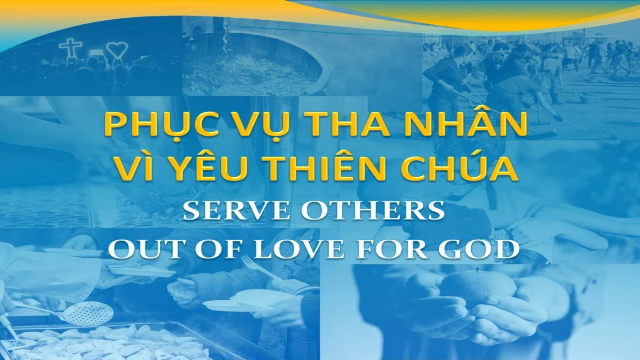 PHỤC VỤ THA NHÂN
VÌ YÊU THIÊN CHÚA
SERVE OTHERS
OUT OF LOVE FOR GOD